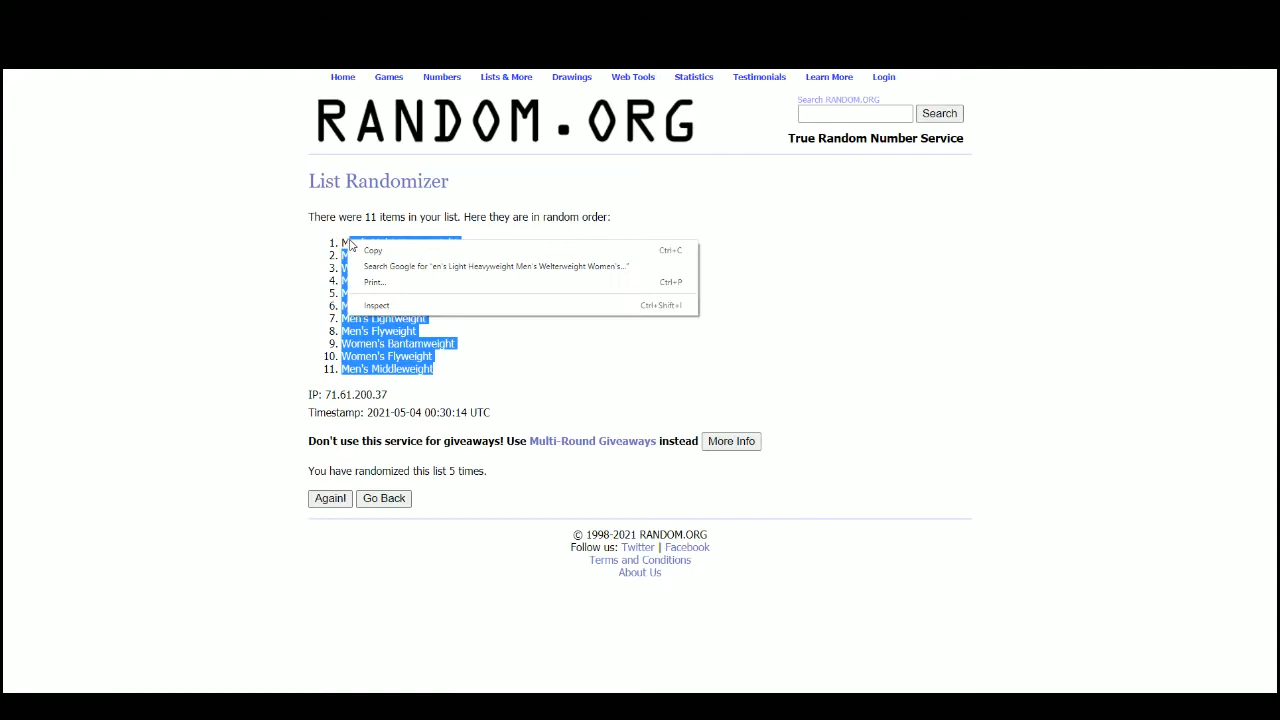 Home Games Numbers Lists & More Drawings Web Tools Statistics Testimonials Learn More Login
RANDOM.ORG
Search RANDOM.ORG
Search
True Random Number Service
List Randomizer
There were 11 items in your list. Here they are in random order:
1. M
2. M
3. W
4. M
5. M
6. M
Copy Ctrl+C
Search Google for "en's Light Heavyweight Men's Welterweight Women's..."
Print... Ctrl+P
Inspect Ctrl+Shift+I
7. Men's Lightweight
8. Men's Flyweight
9. Women's Bantamweight
10. Women's Flyweight
11. Men's Middleweight
IP: 71.61.200.37
Timestamp: 2021-05-04 00:30:14 UTC
Don't use this service for giveaways! Use Multi-Round Giveaways instead More Info
You have randomized this list 5 times.
Again! Go Back
© 1998-2021 RANDOM.ORG
Follow us: Twitter | Facebook
Terms and Conditions
About Us